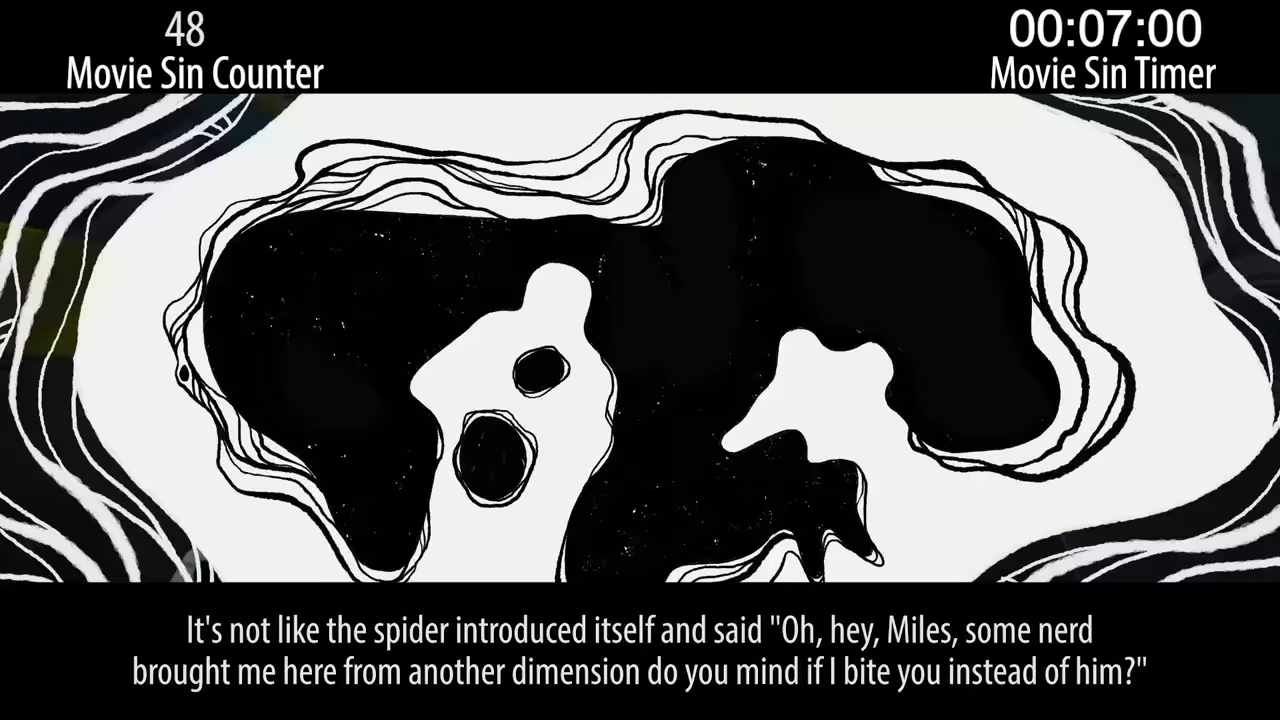 48
Movie Sin Counter
00:07:00
Movie Sin Timer
It's not like the spider introduced itself and said "Oh, hey, Miles, some nerd
brought me here from another dimension do you mind if I bite you instead of him?"